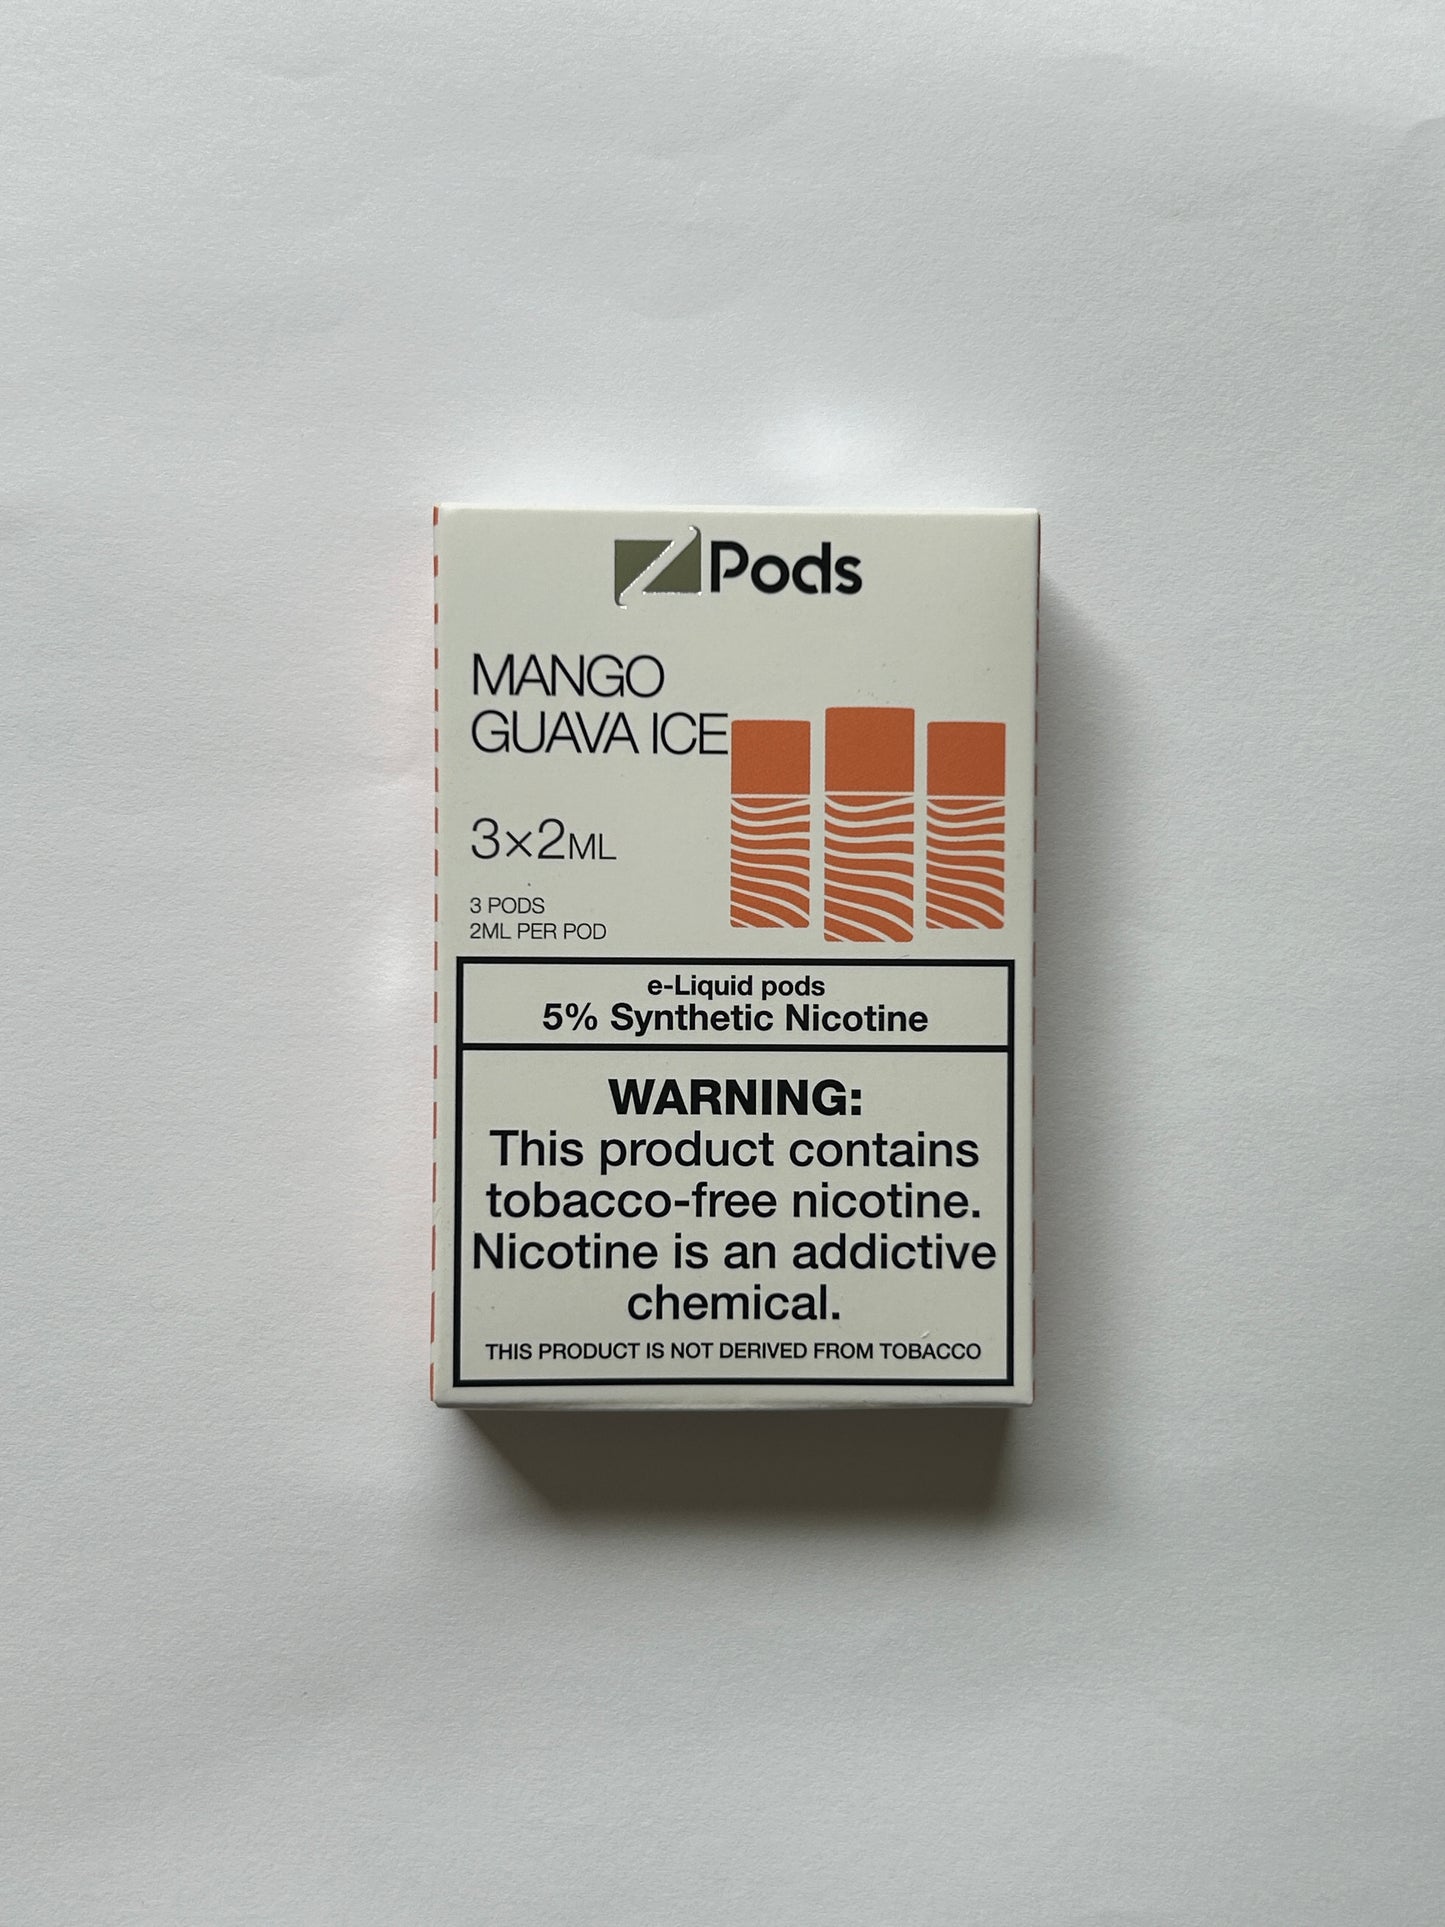 Z Pods
MANGO
GUAVA ICE
3×2ML
3 PODS
2ML PER POD
e-Liquid pods
5% Synthetic Nicotine
WARNING:
This product contains
tobacco-free nicotine.
Nicotine is an addictive
chemical.
THIS PRODUCT IS NOT DERIVED FROM TOBACCO